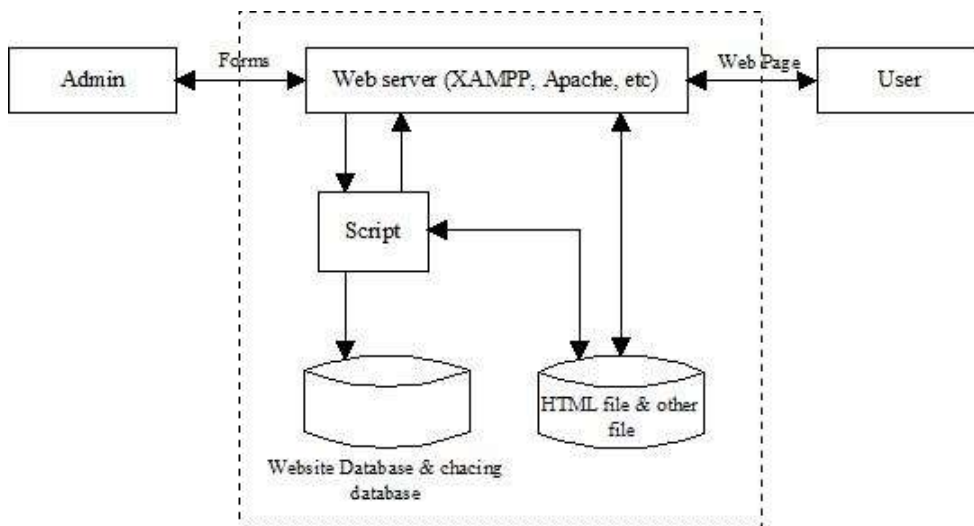 Forms
Web Page
Admin
Web server (XAMPP, Apache, etc)
User
Script
HTML file & other
file
Website Database & chacing
database